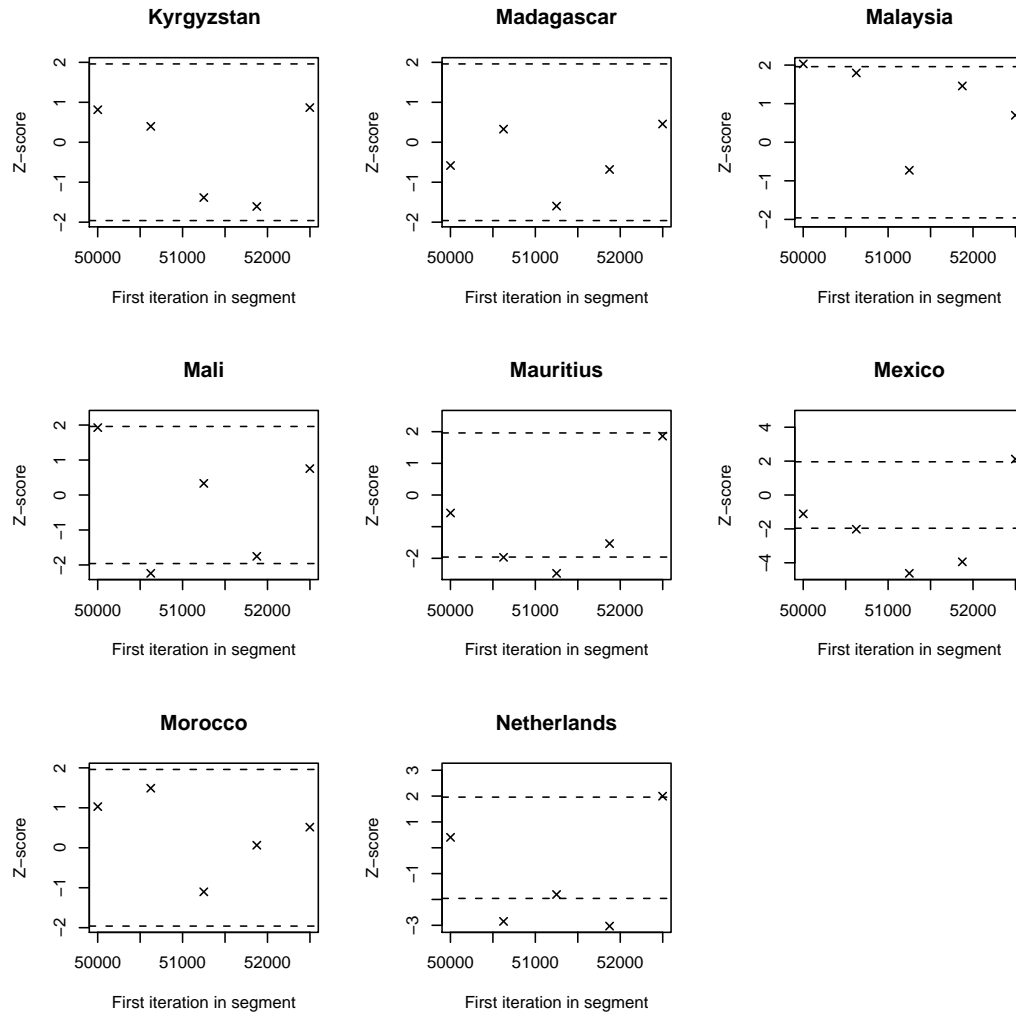 Kyrgyzstan
Z−score
2
1
0
−1
−2
50000 51000 52000
First iteration in segment
Madagascar
Z−score
2
1
0
−1
−2
50000 51000 52000
First iteration in segment
Malaysia
Z−score
2
1
0
−1
−2
50000 51000 52000
First iteration in segment
Mali
Z−score
2
1
0
−1
−2
50000 51000 52000
First iteration in segment
Mauritius
Z−score
2
1
0
−2
50000 51000 52000
First iteration in segment
Mexico
Z−score
4
2
0
−2
−4
50000 51000 52000
First iteration in segment
Morocco
Z−score
2
1
0
−1
−2
50000 51000 52000
First iteration in segment
Netherlands
Z−score
3
2
1
−1
−3
50000 51000 52000
First iteration in segment